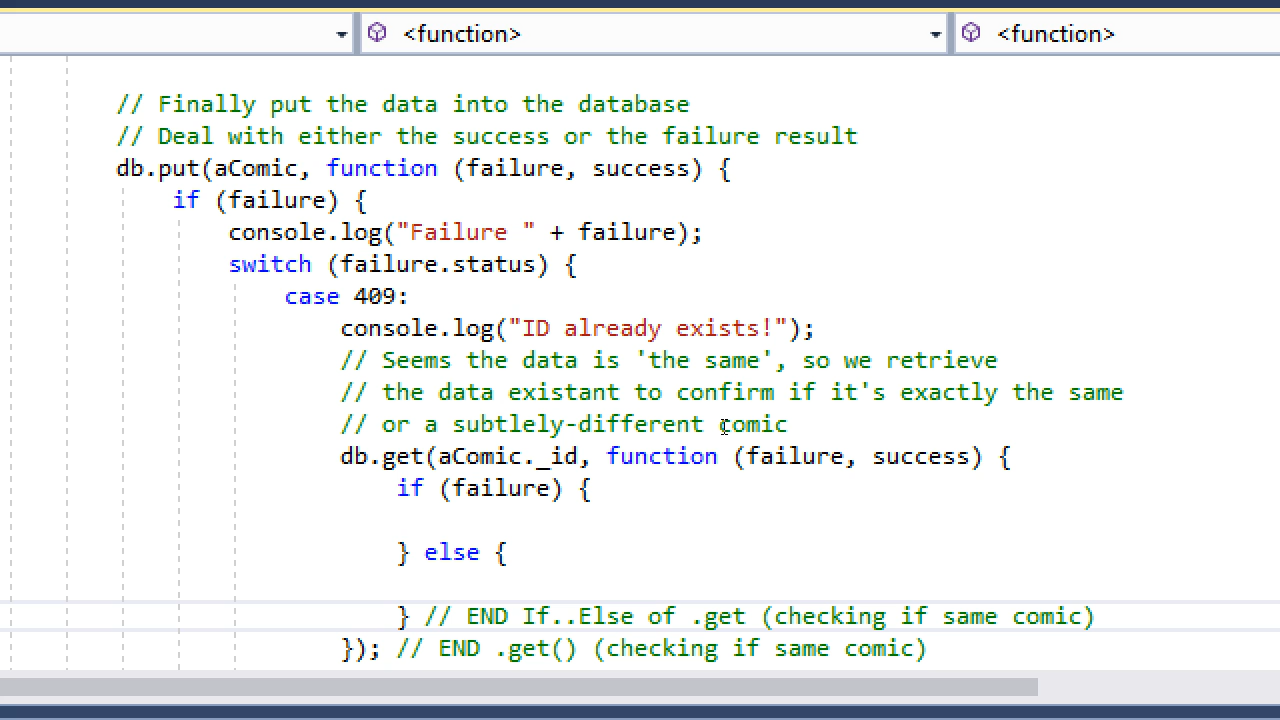 <function> <function>
// Finally put the data into the database
// Deal with either the success or the failure result
db.put(aComic, function (failure, success) {
if (failure) {
console.log("Failure " + failure);
switch (failure.status) {
case 409:
console.log("ID already exists!");
// Seems the data is 'the same', so we retrieve
// the data existant to confirm if it's exactly the same
// or a subtlely-different comic
db.get(aComic._id, function (failure, success) {
if (failure) {
} else {
} // END If..Else of .get (checking if same comic)
}); // END .get() (checking if same comic)